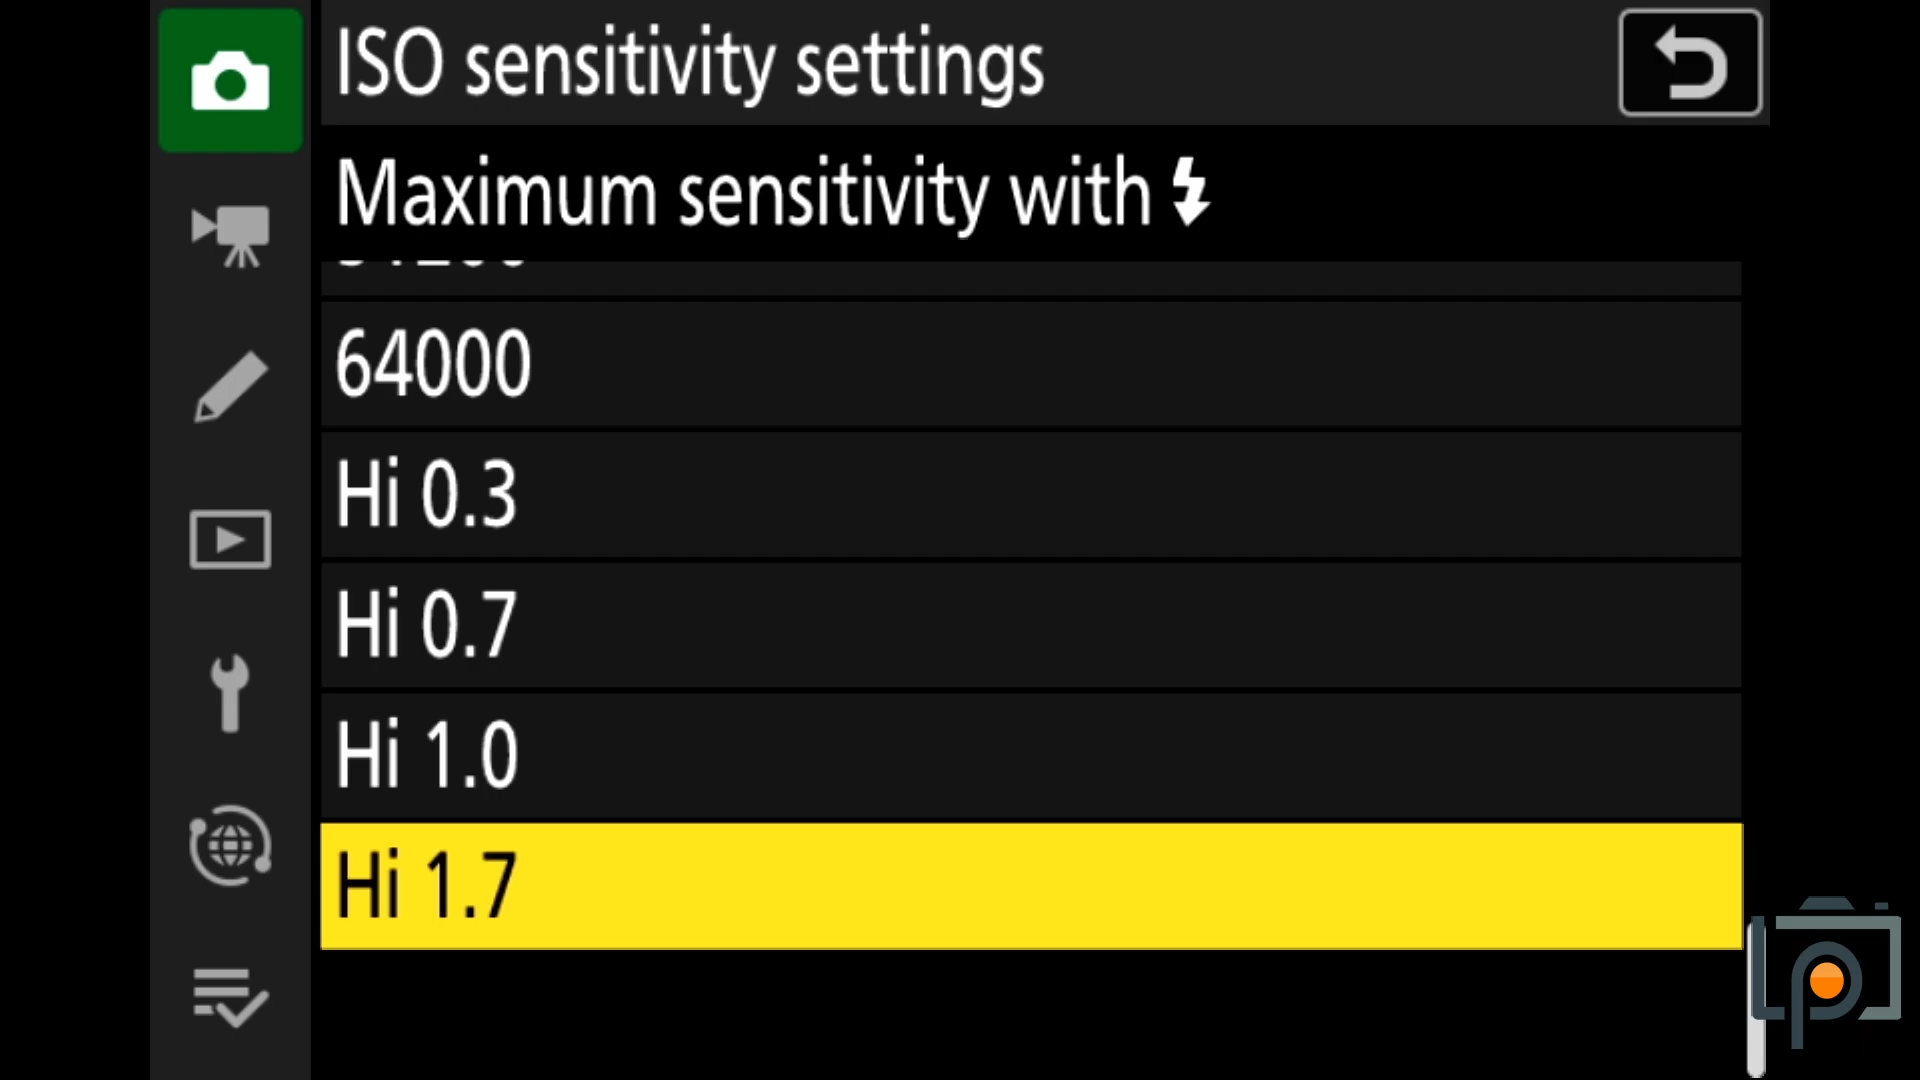 ISO sensitivity settings
Maximum sensitivity with
64000
Hi 0.3
Hi 0.7
Hi 1.0
Hi 1.7